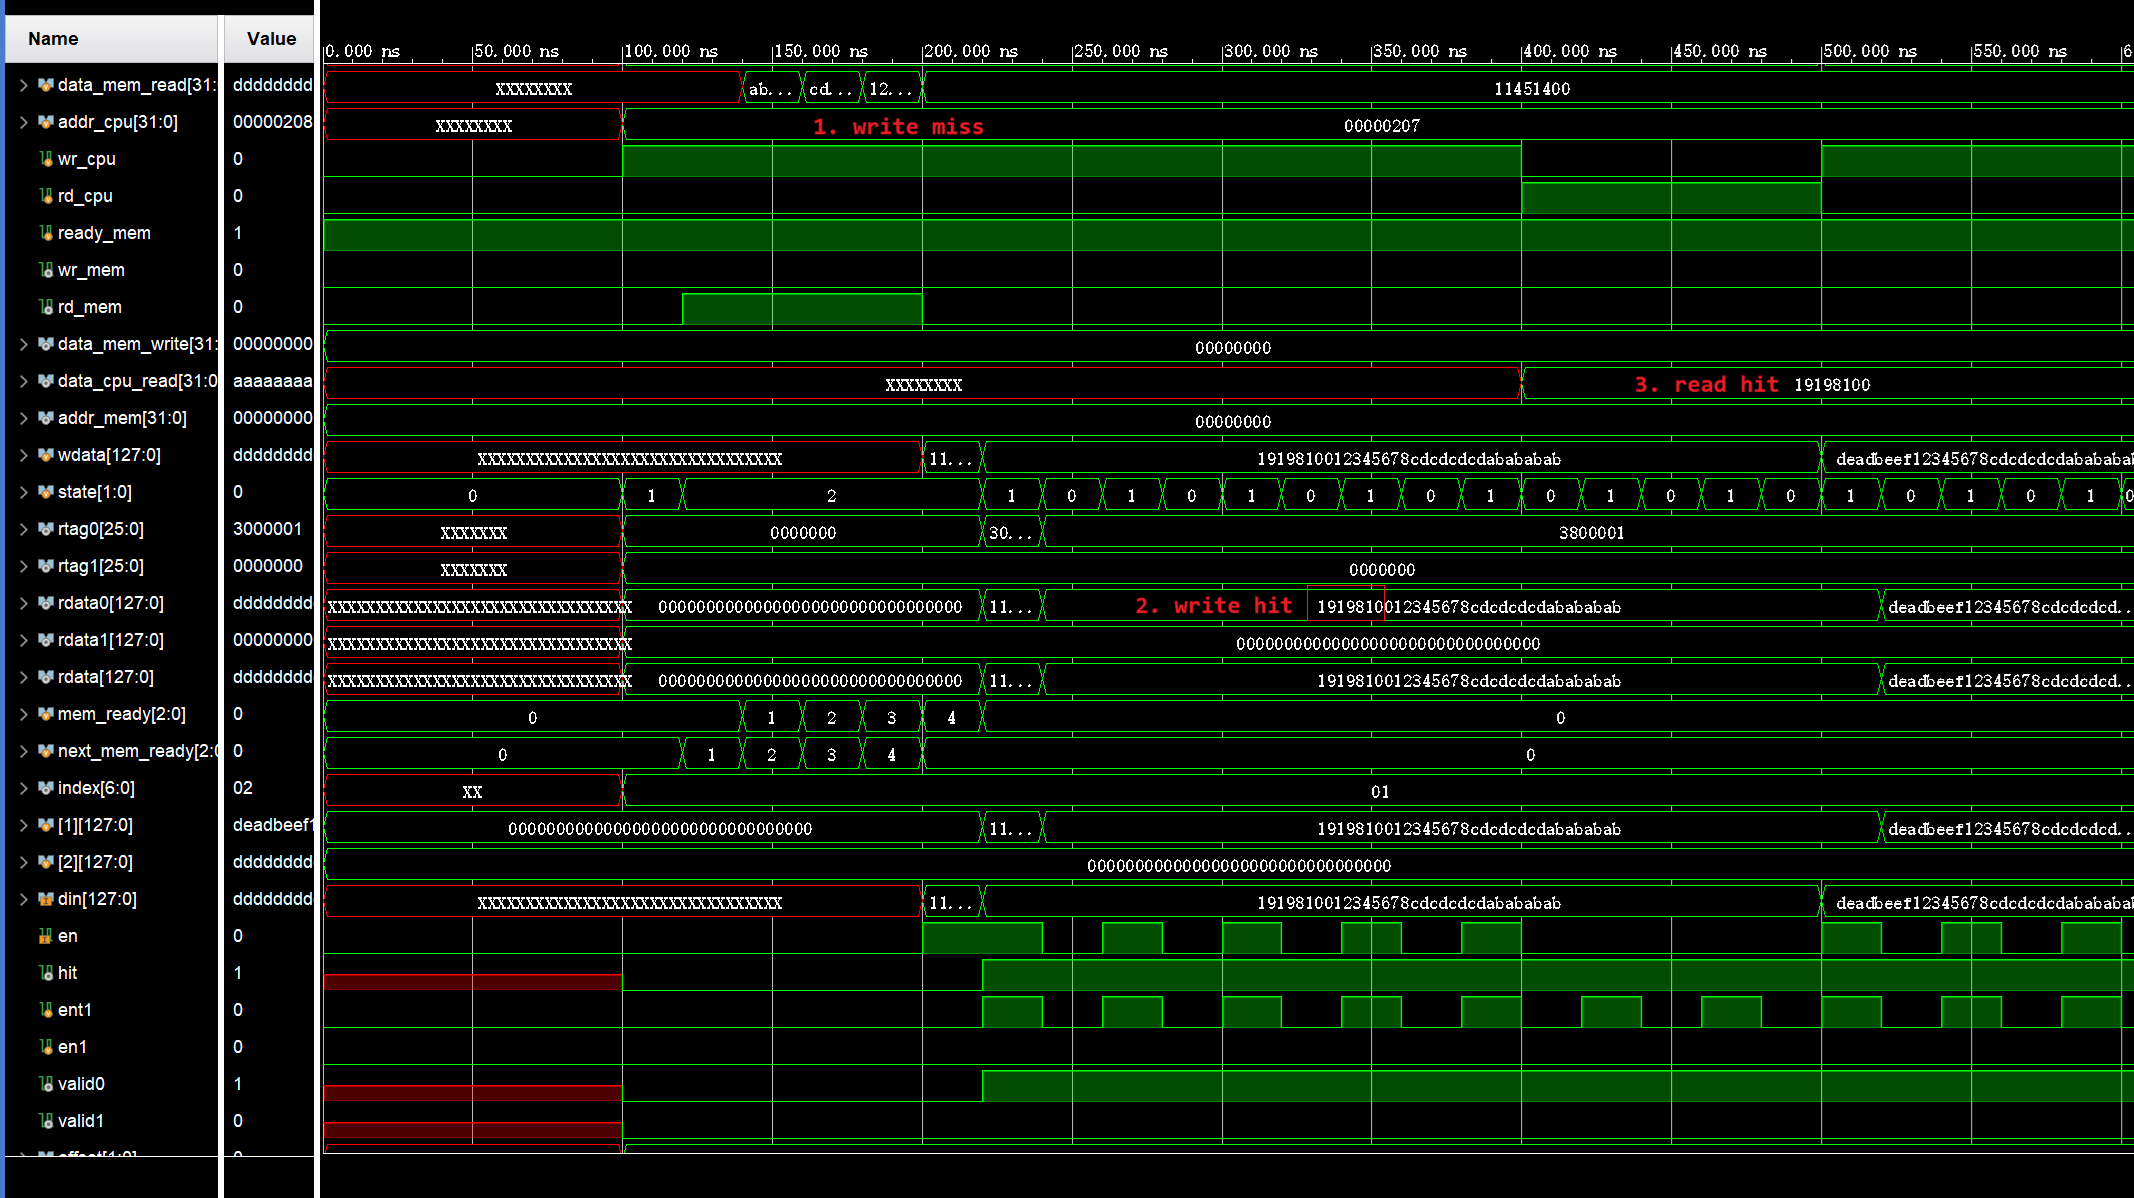 Name Value
0.000 ns 50.000 ns 100.000 ns 150.000 ns 200.000 ns 250.000 ns 300.000 ns 350.000 ns 400.000 ns 450.000 ns 500.000 ns 550.000 ns 6
data_mem_read[31: dddddddd XXXXXXXX ab... cd... 12... 11451400
addr_cpu[31:0] 00000208 XXXXXXXX 1. write miss 00000207
wr_cpu 0
rd_cpu 0
ready_mem 1
wr_mem 0
rd_mem 0
data_mem_write[31: 00000000 00000000
data_cpu_read[31:0 aaaaaaaa XXXXXXXX 3. read hit 19198100
addr_mem[31:0] 00000000 00000000
wdata[127:0] dddddddd XXXXXXXXXXXXXXXXXXXXXXXXXXXXXXXX 11... 1919810012345678cdcdcdcdabababab deadbeef12345678cdcdcdcdabababab
state[1:0] 0 0 1 2 1 0 1 0 1 0 1 0 1 0 1 0 1 0 1 0 1 0 1 0
rtag0[25:0] 3000001 XXXXXXX 0000000 30... 3800001
rtag1[25:0] 0000000 XXXXXXX 0000000
rdata0[127:0] dddddddd XXXXXXXXXXXXXXXXXXXXXXXXXXXXXXXX 00000000000000000000000000000000 11... 2. write hit 1919810012345678cdcdcdcdabababab deadbeef12345678cdcdcdcd..
rdata1[127:0] 00000000 XXXXXXXXXXXXXXXXXXXXXXXXXXXXXXXX 00000000000000000000000000000000
rdata[127:0] dddddddd XXXXXXXXXXXXXXXXXXXXXXXXXXXXXXXX 00000000000000000000000000000000 11... 1919810012345678cdcdcdcdabababab deadbeef12345678cdcdcdcd..
mem_ready[2:0] 0 0 1 2 3 4 0
next_mem_ready[2:0 0 0 1 2 3 4 0
index[6:0] 02 XX 01
[1][127:0] deadbeef1 00000000000000000000000000000000 11... 1919810012345678cdcdcdcdabababab deadbeef12345678cdcdcdcd..
[2][127:0] dddddddd 00000000000000000000000000000000
din[127:0] dddddddd XXXXXXXXXXXXXXXXXXXXXXXXXXXXXXXX 11... 1919810012345678cdcdcdcdabababab deadbeef12345678cdcdcdcdabababab
en 0
hit 1
ent1 0
en1 0
valid0 1
valid1 0